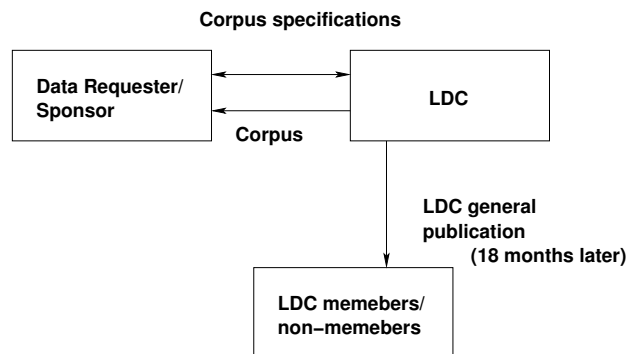 Corpus specifications
Data Requester/
Sponsor
LDC
Corpus
LDC general
publication
(18 months later)
LDC memebers/
non−memebers